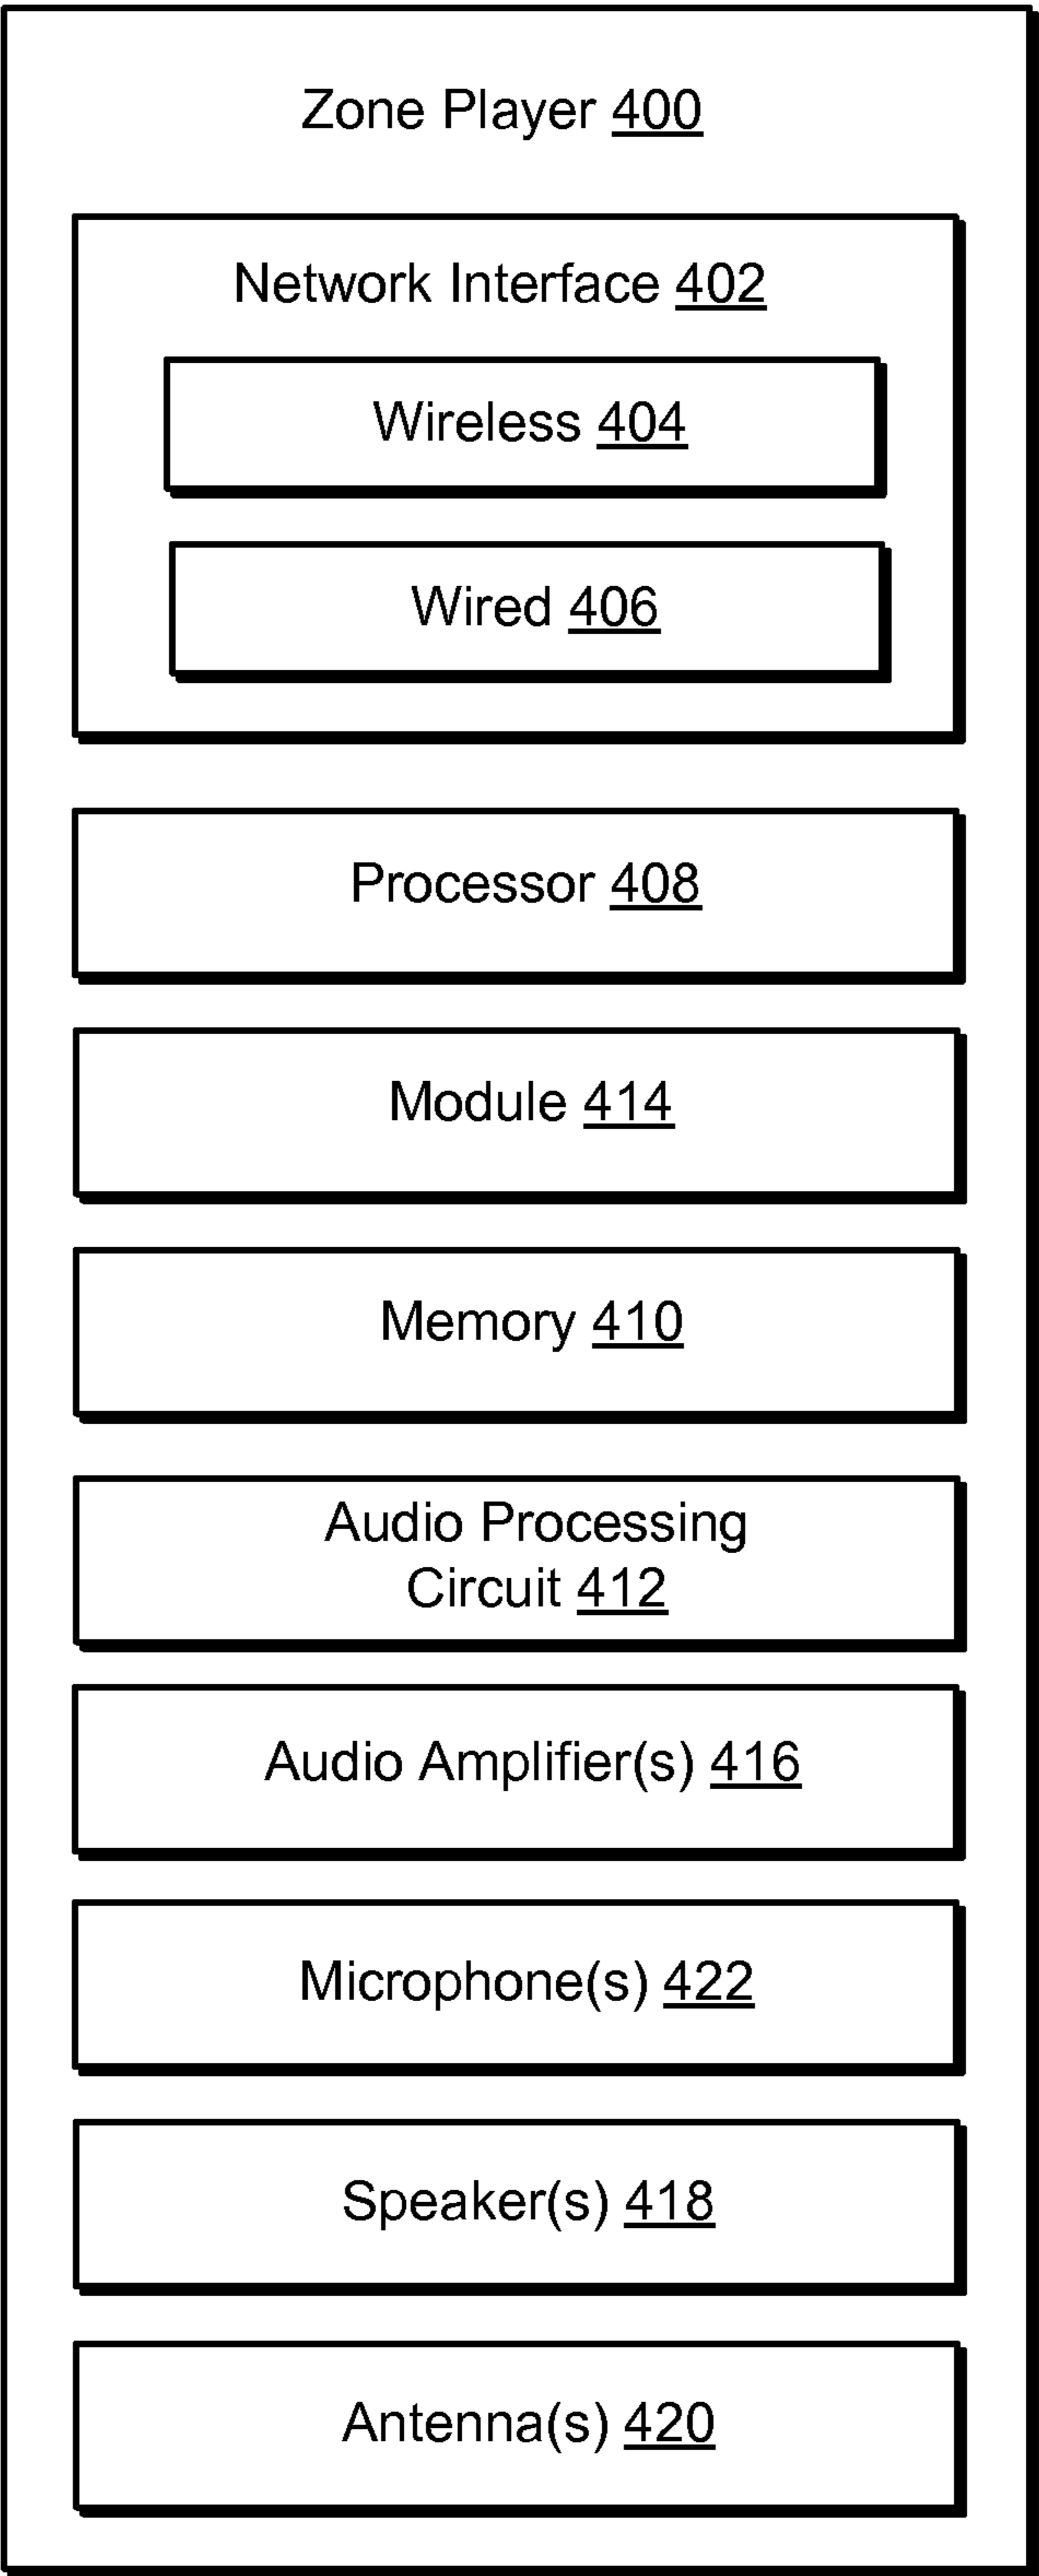 Zone Player 400
Network Interface 402
Wireless 404
Wired 406
Processor 408
Module 414
Memory 410
Audio Processing
Circuit 412
Audio Amplifier(s) 416
Microphone(s) 422
Speaker(s) 418
Antenna(s) 420